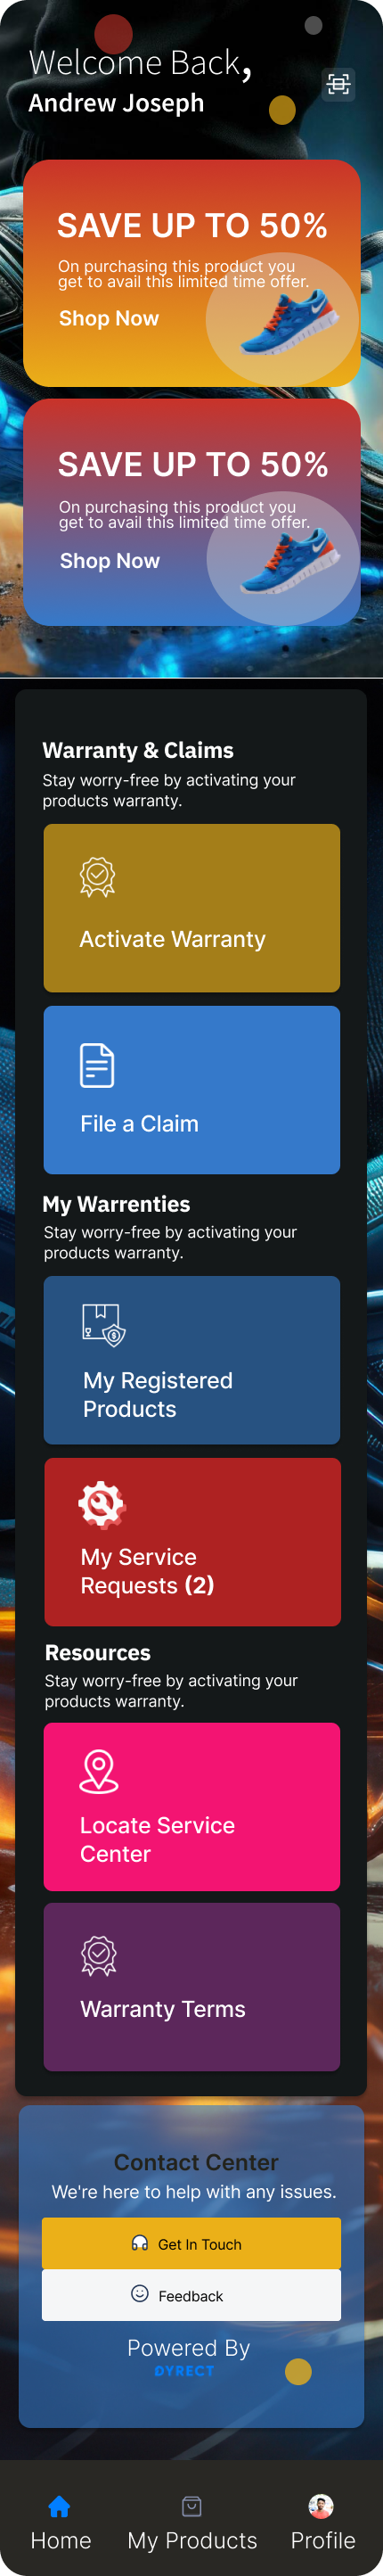 Welcome Back,
Andrew Joseph
SAVE UP TO 50%
On purchasing this product you
get to avail this limited time offer.
Shop Now
SAVE UP TO 50%
On purchasing this product you
get to avail this limited time offer.
Shop Now
Warranty & Claims
Stay worry-free by activating your
products warranty.
Activate Warranty
File a Claim
My Warrenties
Stay worry-free by activating your
products warranty.
My Registered
Products
My Service
Requests (2)
Resources
Stay worry-free by activating your
products warranty.
Locate Service
Center
Warranty Terms
Contact Center
We're here to help with any issues.
Get In Touch
Feedback
Powered By
DYRECT
Home
My Products
Profile